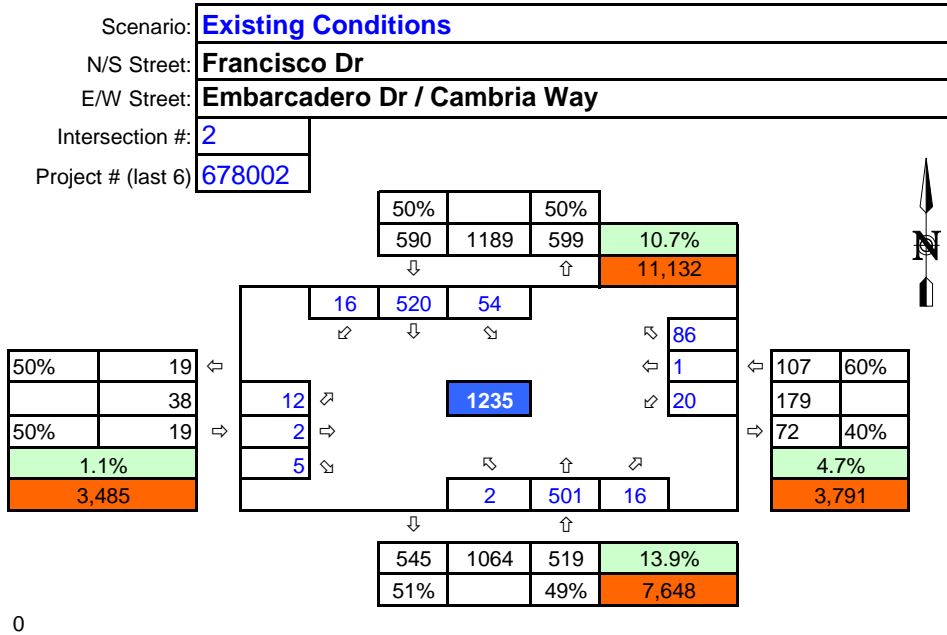 Scenario: Existing Conditions
N/S Street: Francisco Dr
E/W Street: Embarcadero Dr / Cambria Way
Intersection #: 2
Project # (last 6) 678002
N
50% 50%
590 1189 599 10.7%
⇩ ⇧ 11,132
16 520 54
⬃ ⇩ ⬂ ⬁ 86
50% 19 ⇦ ⇦ 1 ⇦ 107 60%
38 12 ⬀ 1235 ⬃ 20 179
50% 19 ⇨ 2 ⇨ ⇨ 72 40%
1.1% 5 ⬂ ⬁ ⇧ ⬀ 4.7%
3,485 2 501 16 3,791
⇩ ⇧
545 1064 519 13.9%
51% 49% 7,648
0